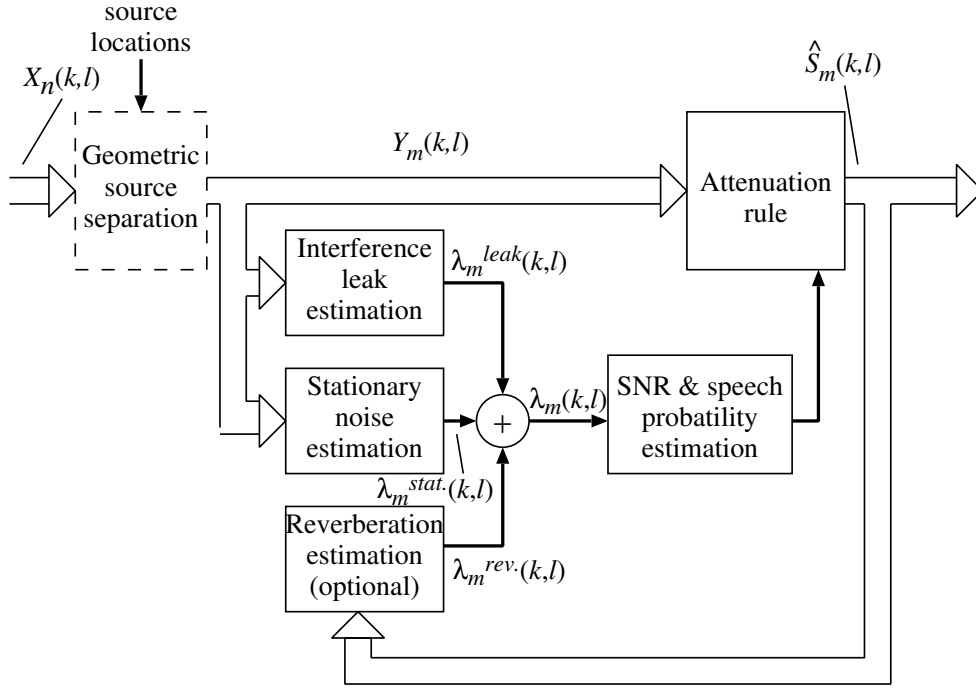 source
locations
X_n(k,l)
Ŝ_m(k,l)
Geometric
source
separation
Y_m(k,l)
Attenuation
rule
Interference
leak
estimation
λ_m^leak(k,l)
Stationary
noise
estimation
+
λ_m(k,l)
SNR & speech
probatility
estimation
λ_m^stat.(k,l)
Reverberation
estimation
(optional)
λ_m^rev.(k,l)